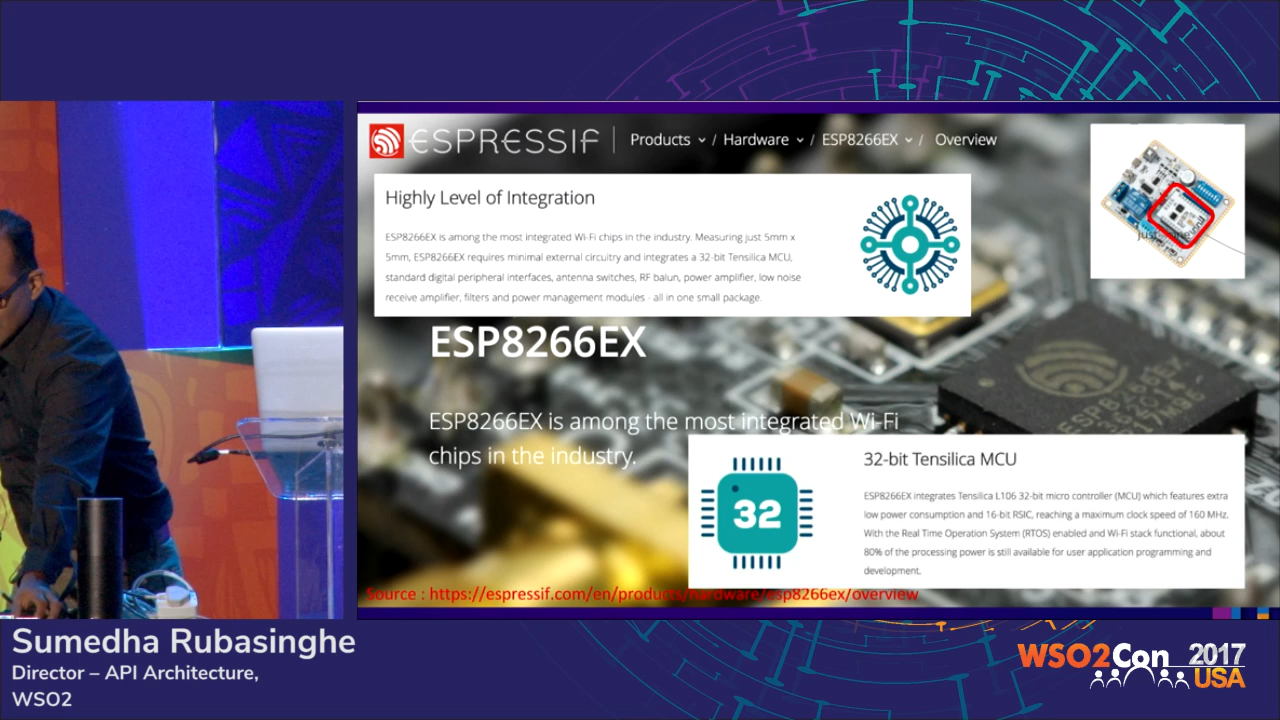 ESPRESSIF
Products / Hardware / ESP8266EX / Overview
Highly Level of Integration
ESP8266EX is among the most integrated Wi-Fi chips in the industry. Measuring just 5mm x
5mm, ESP8266EX requires minimal external circuitry and integrates a 32-bit Tensilica MCU,
standard digital peripheral interfaces, antenna switches, RF balun, power amplifier, low noise
receive amplifier, filters and power management modules - all in one small package.
ESP8266EX
ESP8266EX is among the most integrated Wi-Fi
chips in the industry.
ESP8266EX
32
32-bit Tensilica MCU
ESP8266EX integrates Tensilica L106 32-bit micro controller (MCU) which features extra
low power consumption and 16-bit RSIC, reaching a maximum clock speed of 160 MHz.
With the Real Time Operation System (RTOS) enabled and Wi-Fi stack functional, about
80% of the processing power is still available for user application programming and
development.
Source : https://espressif.com/en/products/hardware/esp8266ex/overview
Sumedha Rubasinghe
Director – API Architecture,
WSO2
WSO2Con 2017
USA